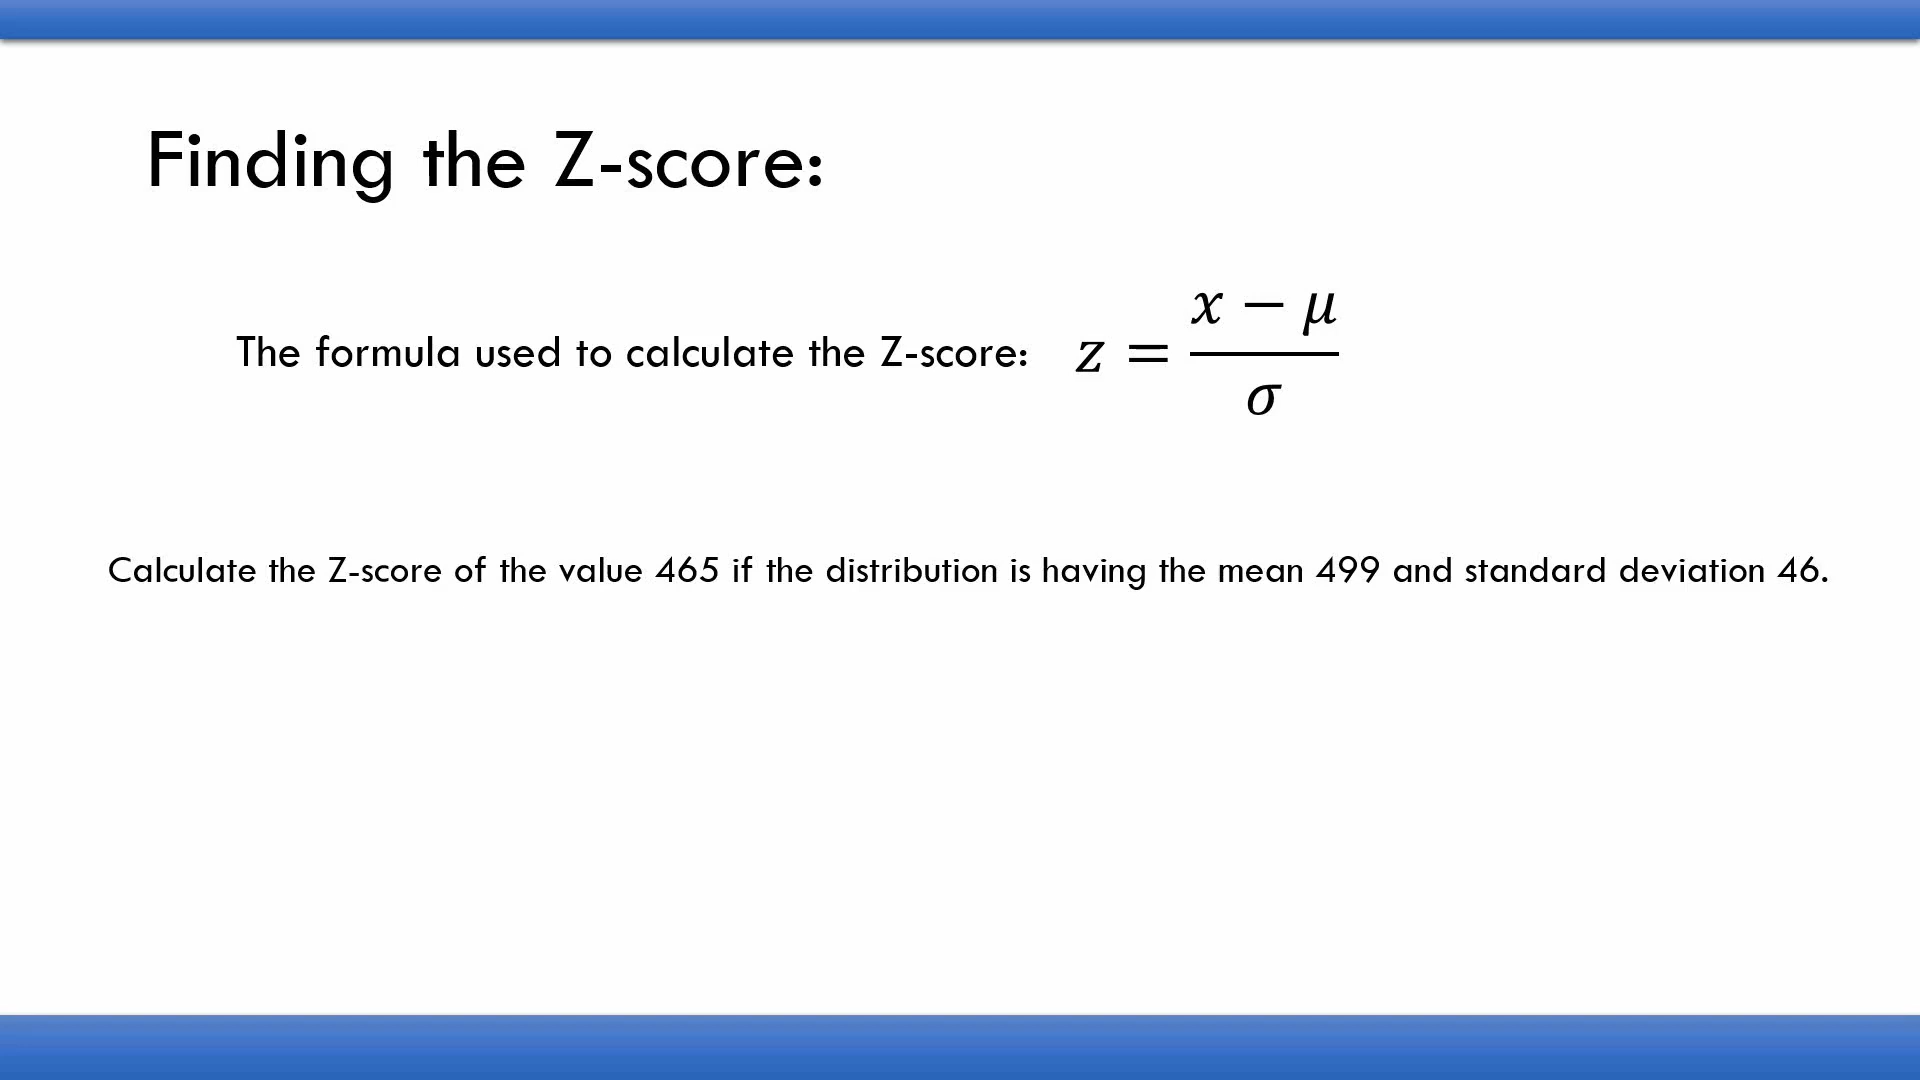 Finding the Z-score:
The formula used to calculate the Z-score: z = \frac{x - μ}{σ}
Calculate the Z-score of the value 465 if the distribution is having the mean 499 and standard deviation 46.